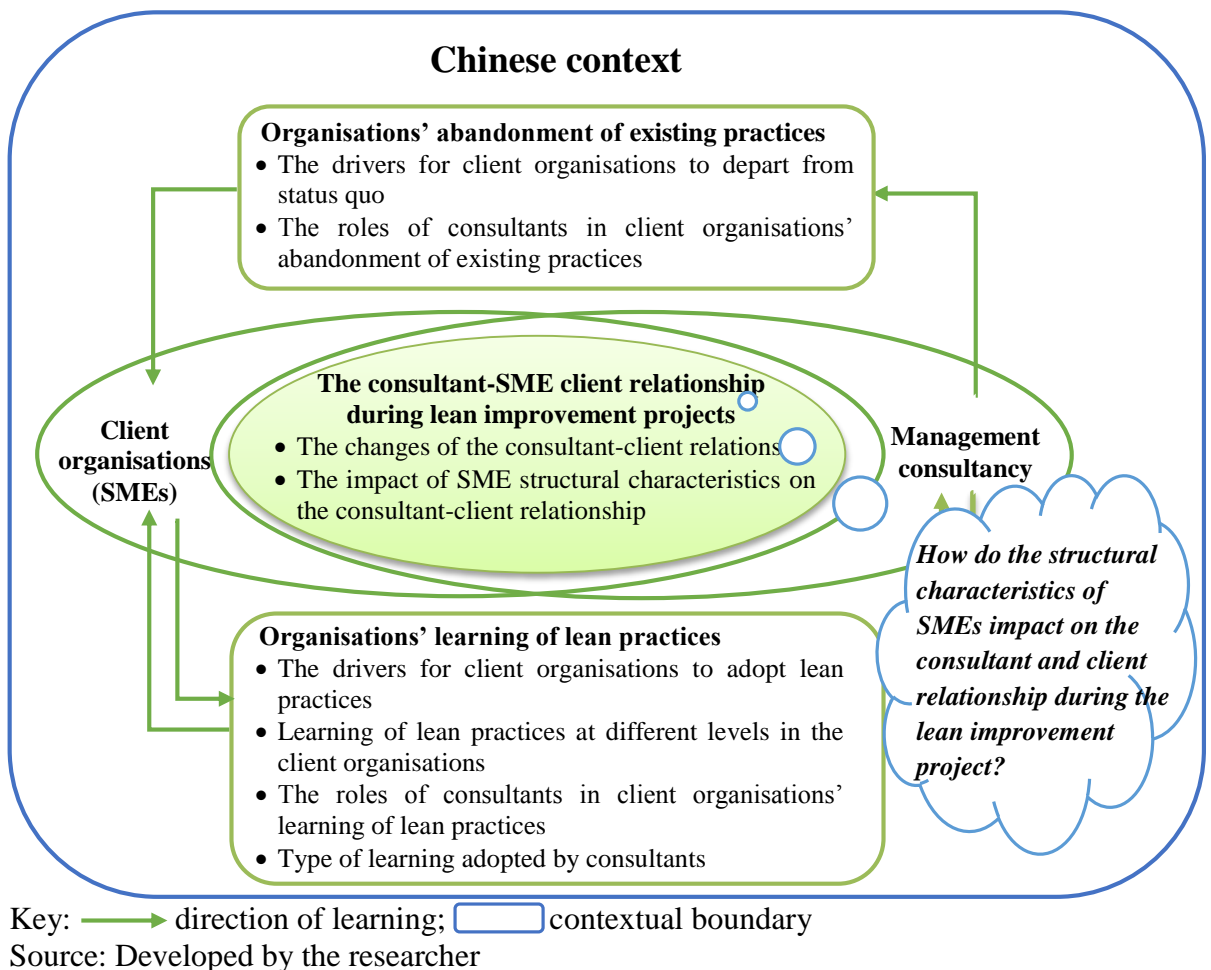 Chinese context
Organisations’ abandonment of existing practices
• The drivers for client organisations to depart from
status quo
• The roles of consultants in client organisations’
abandonment of existing practices
The consultant-SME client relationship
during lean improvement projects
• The changes of the consultant-client relations
• The impact of SME structural characteristics on
the consultant-client relationship
Client
organisations
(SMEs)
Management
consultancy
How do the structural
characteristics of
SMEs impact on the
consultant and client
relationship during the
lean improvement
project?
Organisations’ learning of lean practices
• The drivers for client organisations to adopt lean
practices
• Learning of lean practices at different levels in the
client organisations
• The roles of consultants in client organisations’
learning of lean practices
• Type of learning adopted by consultants
Key: direction of learning; contextual boundary
Source: Developed by the researcher